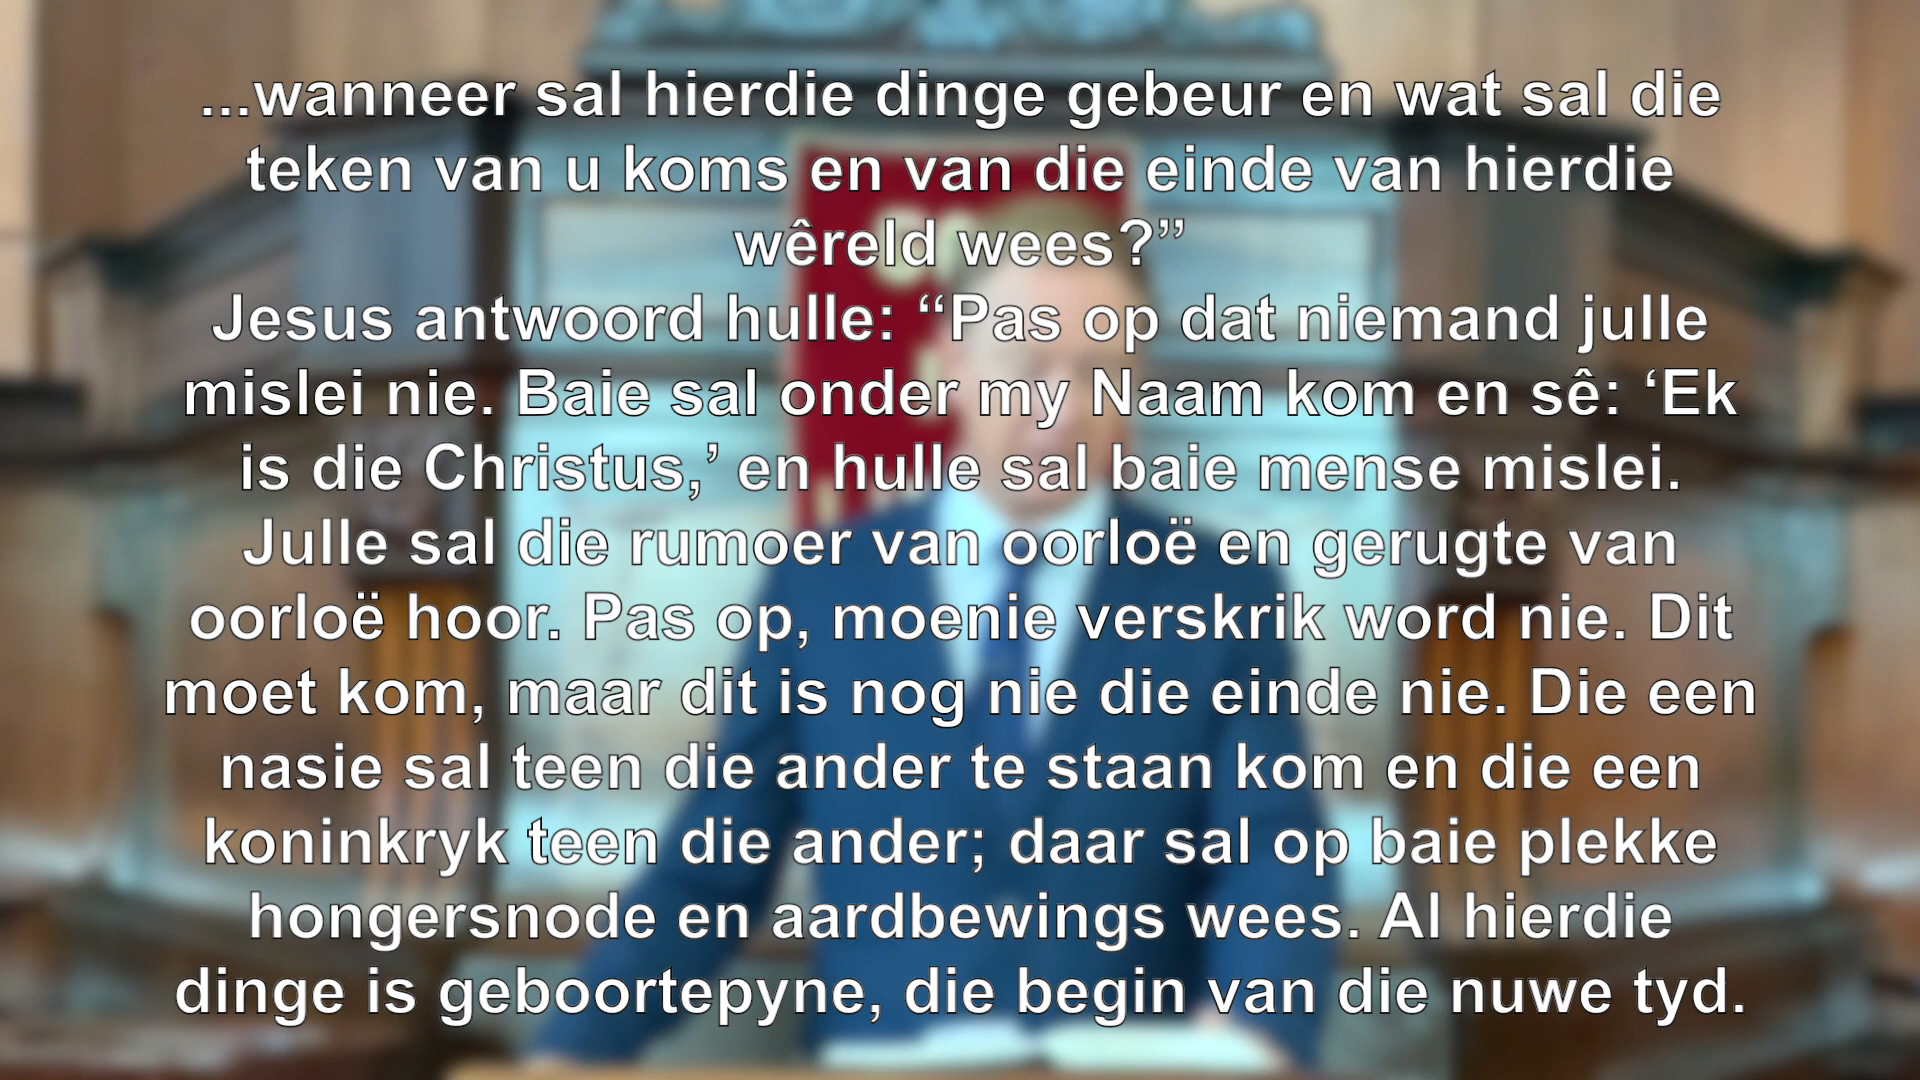 ...wanneer sal hierdie dinge gebeur en wat sal die
teken van u koms en van die einde van hierdie
wêreld wees?”
Jesus antwoord hulle: “Pas op dat niemand julle
mislei nie. Baie sal onder my Naam kom en sê: ‘Ek
is die Christus,’ en hulle sal baie mense mislei.
Julle sal die rumoer van oorloë en gerugte van
oorloë hoor. Pas op, moenie verskrik word nie. Dit
moet kom, maar dit is nog nie die einde nie. Die een
nasie sal teen die ander te staan kom en die een
koninkryk teen die ander; daar sal op baie plekke
hongersnode en aardbewings wees. Al hierdie
dinge is geboortepyne, die begin van die nuwe tyd.